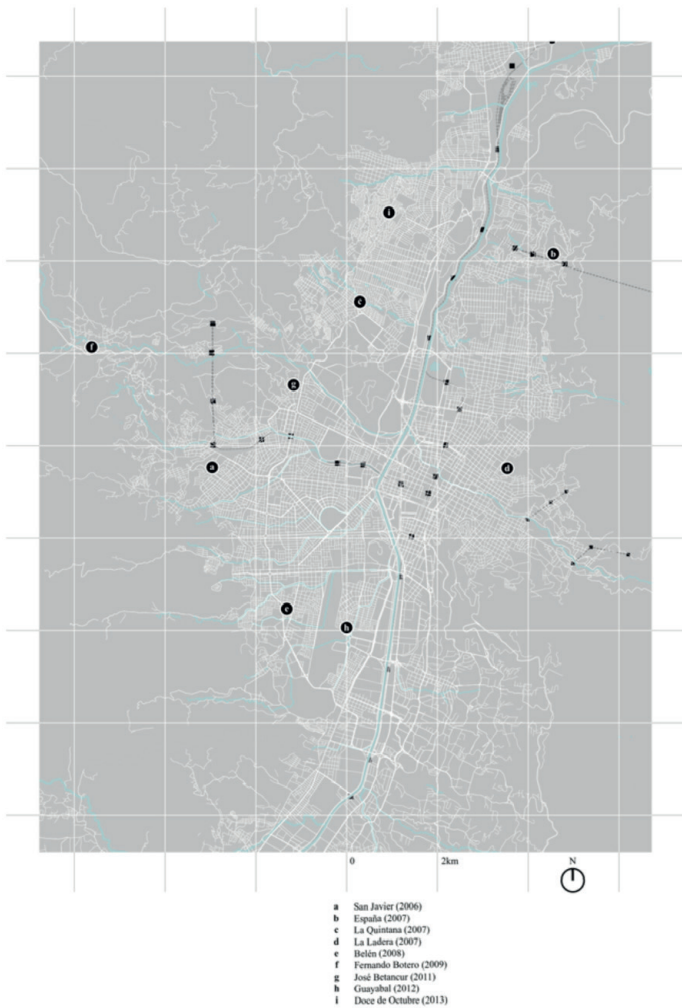 i
b
c
f
g
a
d
e
h
0 2km N
a San Javier (2006)
b España (2007)
c La Quintana (2007)
d La Ladera (2007)
e Belén (2008)
f Fernando Botero (2009)
g José Betancur (2011)
h Guayabal (2012)
i Doce de Octubre (2013)